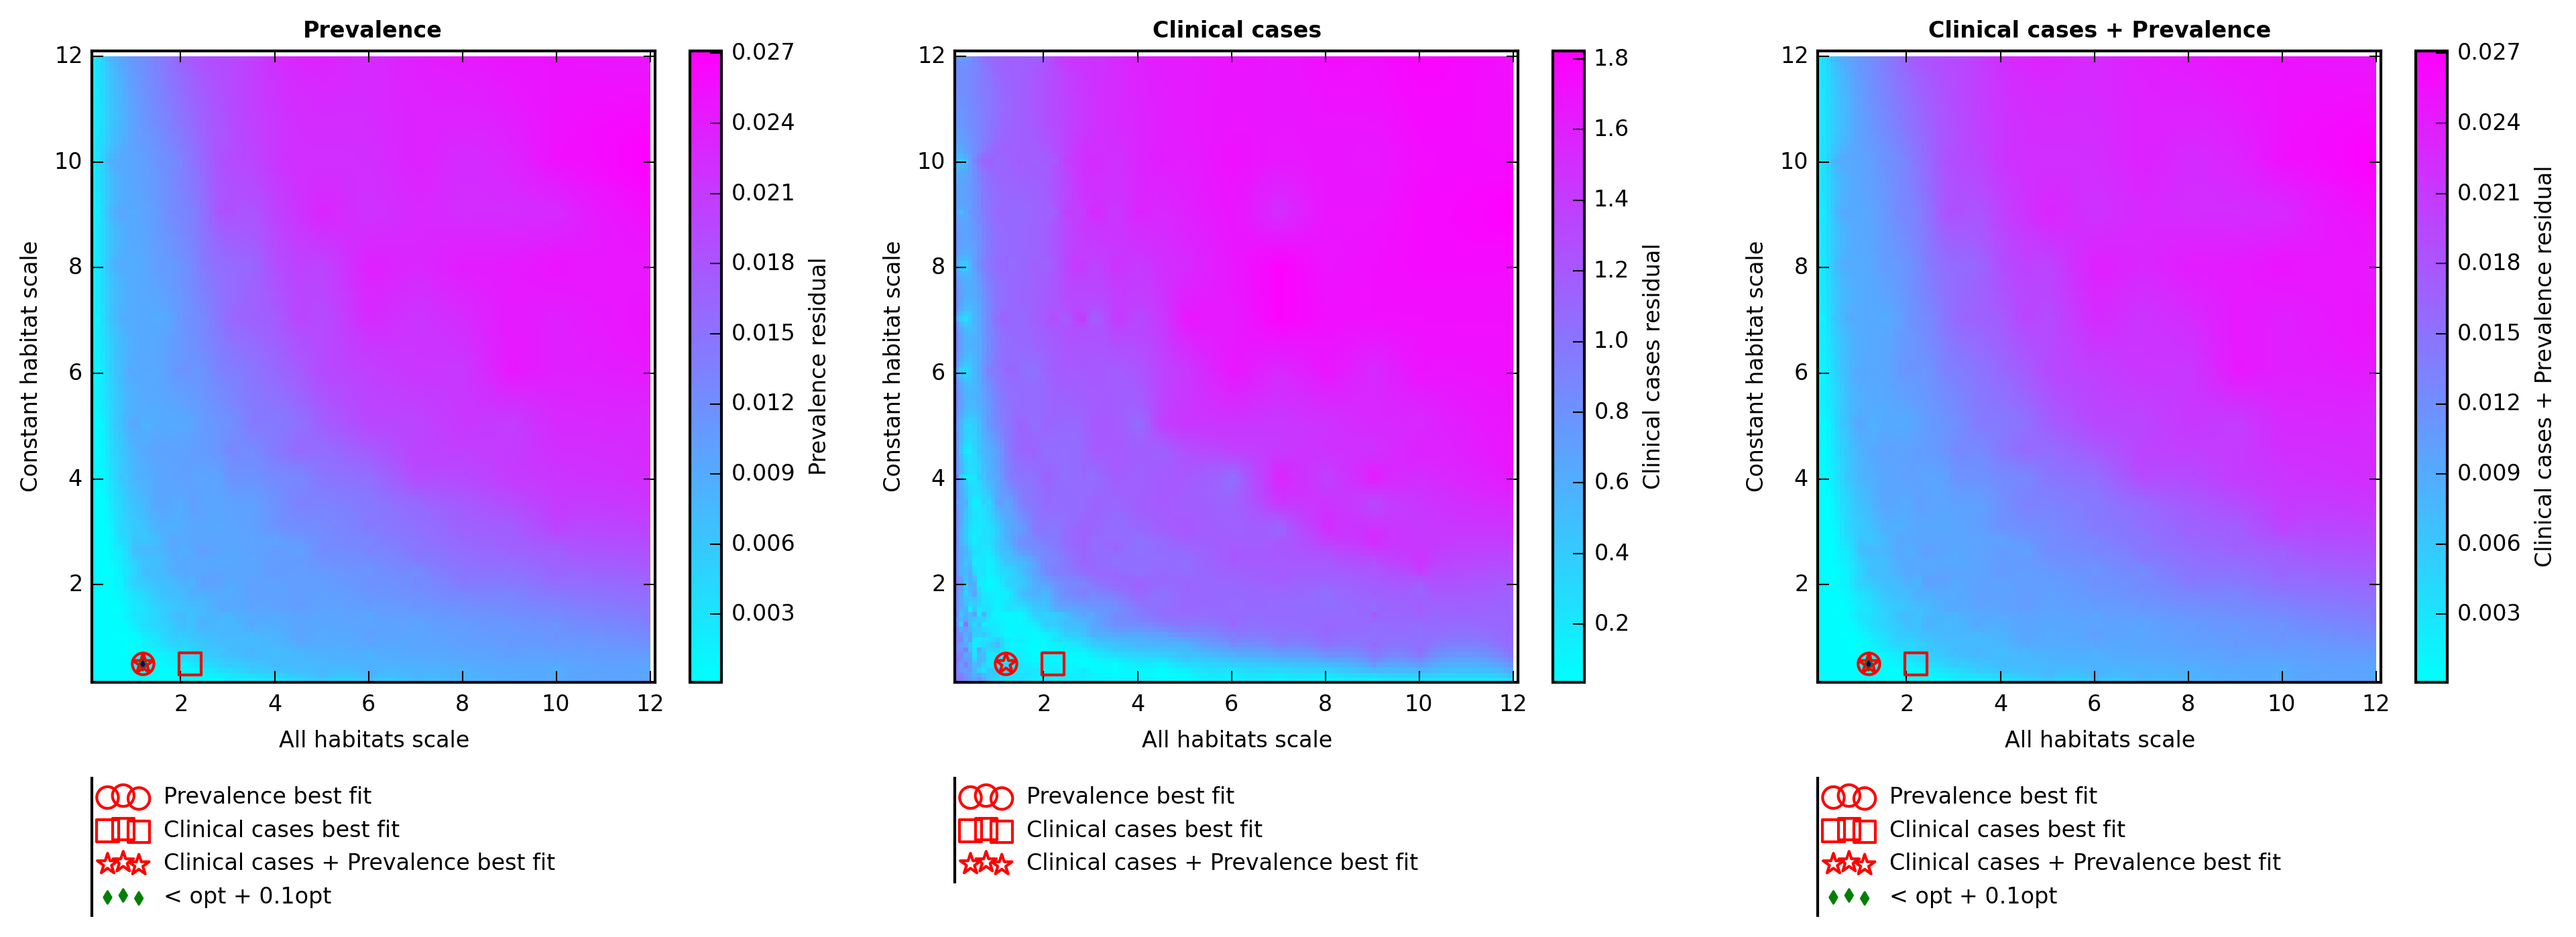 Prevalence
Clinical cases
Clinical cases + Prevalence
12
10
8
6
4
2
Constant habitat scale
2 4 6 8 10 12
All habitats scale
0.027
0.024
0.021
0.018
0.015
0.012
0.009
0.006
0.003
Prevalence residual
Prevalence best fit
Clinical cases best fit
Clinical cases + Prevalence best fit
< opt + 0.1opt
12
10
8
6
4
2
Constant habitat scale
2 4 6 8 10 12
All habitats scale
1.8
1.6
1.4
1.2
1.0
0.8
0.6
0.4
0.2
Clinical cases residual
Prevalence best fit
Clinical cases best fit
Clinical cases + Prevalence best fit
12
10
8
6
4
2
Constant habitat scale
2 4 6 8 10 12
All habitats scale
0.027
0.024
0.021
0.018
0.015
0.012
0.009
0.006
0.003
Clinical cases + Prevalence residual
Prevalence best fit
Clinical cases best fit
Clinical cases + Prevalence best fit
< opt + 0.1opt